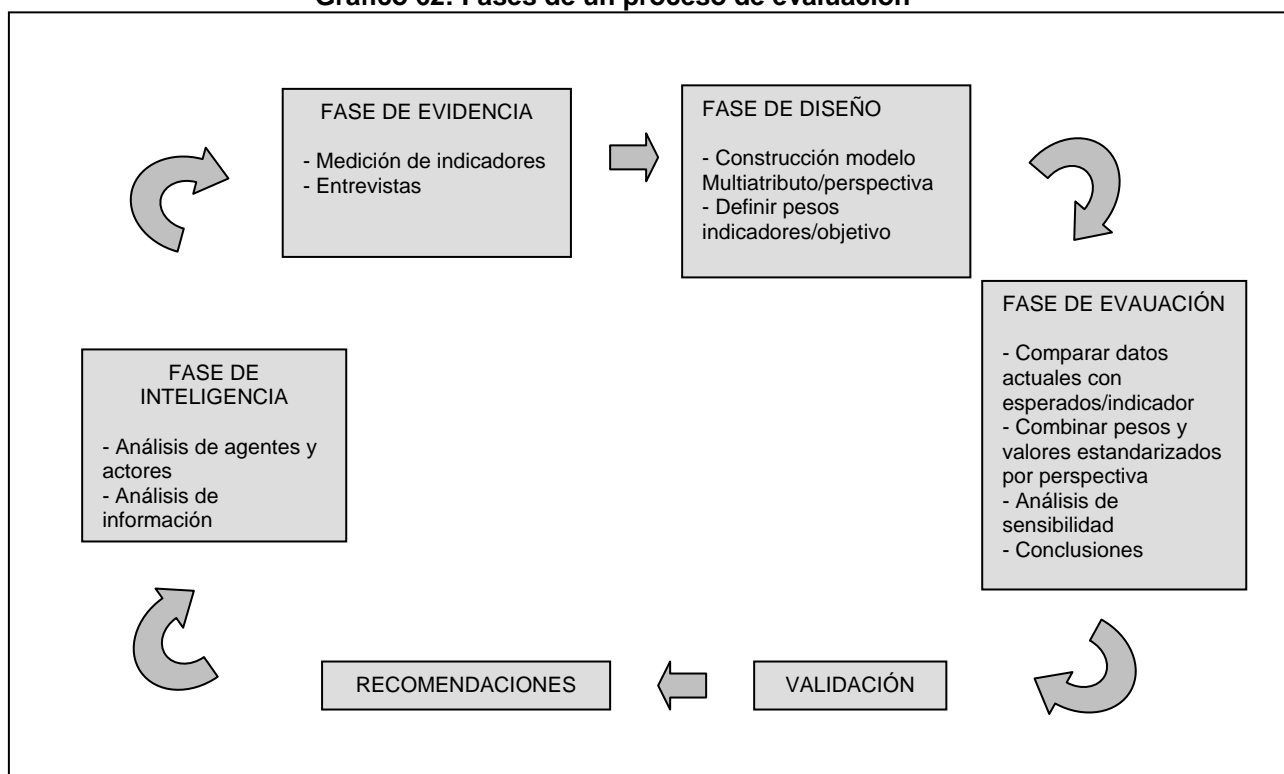 Gráfico 62: Fases de un proceso de evaluación
FASE DE EVIDENCIA
- Medición de indicadores
- Entrevistas
FASE DE DISEÑO
- Construcción modelo
Multiatributo/perspectiva
- Definir pesos
indicadores/objetivo
FASE DE EVAUACIÓN
- Comparar datos
actuales con
esperados/indicador
- Combinar pesos y
valores estandarizados
por perspectiva
- Análisis de
sensibilidad
- Conclusiones
VALIDACIÓN
RECOMENDACIONES
FASE DE
INTELIGENCIA
- Análisis de agentes y
actores
- Análisis de
información